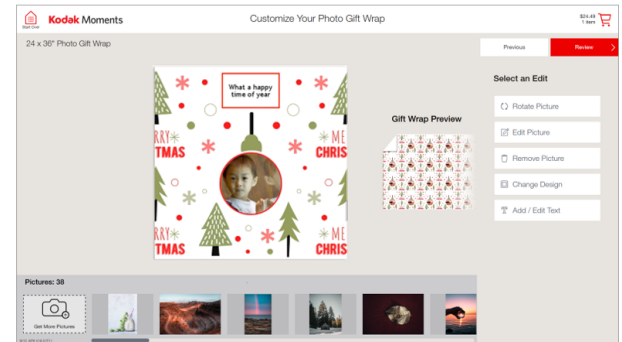 Start Over
Kodak Moments
Customize Your Photo Gift Wrap
$24.49
1 item
24 x 36" Photo Gift Wrap
Previous
Review
What a happy
time of year
RRY
TMAS
ME
CHRIS
RRY
TMAS
ME
CHRIS
Gift Wrap Preview
Select an Edit
Rotate Picture
Edit Picture
Remove Picture
Change Design
Add / Edit Text
Pictures: 38
Get More Pictures